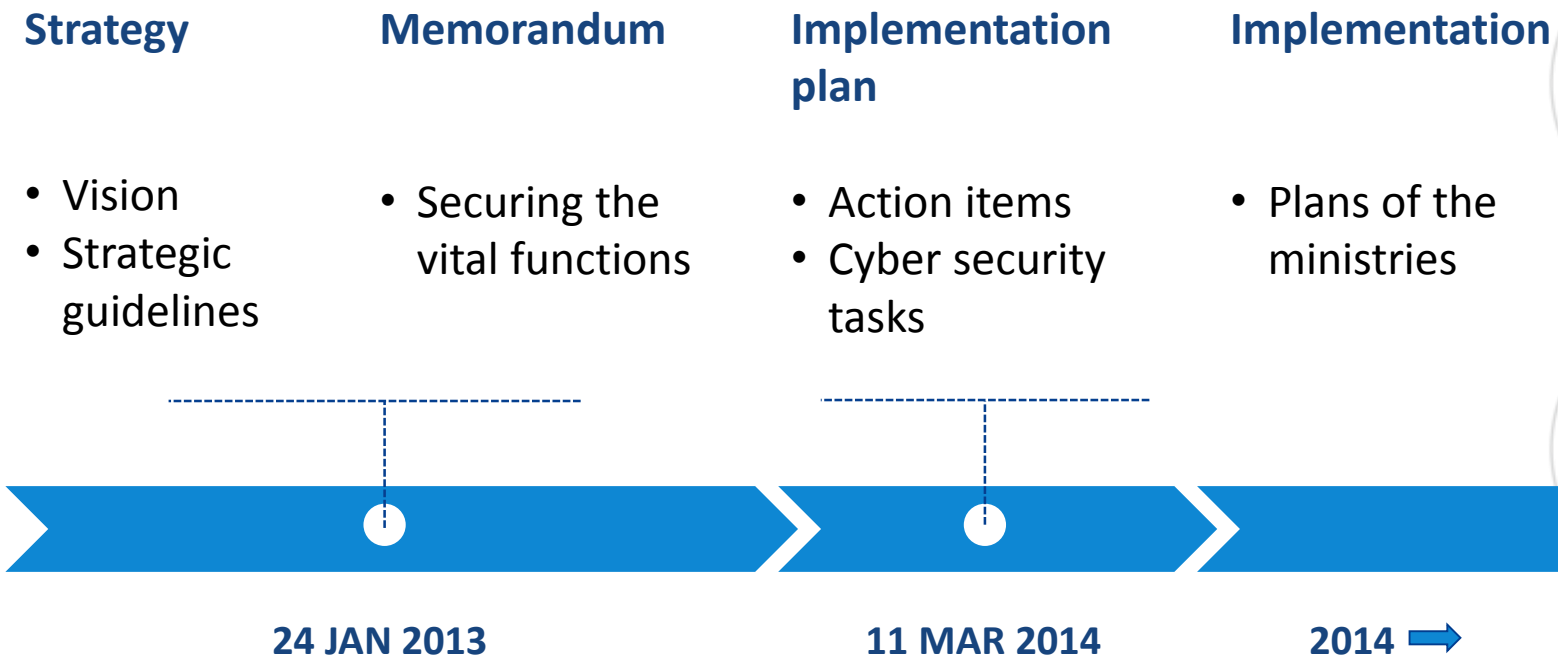 Strategy
• Vision
• Strategic
guidelines
Memorandum
• Securing the
vital functions
Implementation
plan
• Action items
• Cyber security
tasks
Implementation
• Plans of the
ministries
24 JAN 2013
11 MAR 2014
2014